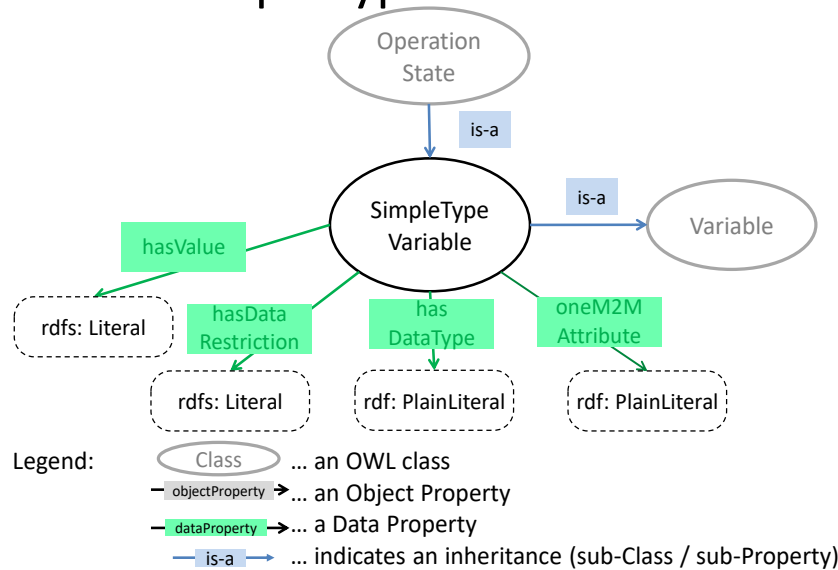 Operation
State
is-a
SimpleType
Variable
is-a
Variable
hasValue
rdfs: Literal
hasData
Restriction
has
DataType
oneM2M
Attribute
rdfs: Literal
rdf: PlainLiteral
rdf: PlainLiteral
Legend:
Class
... an OWL class
objectProperty
... an Object Property
dataProperty
... a Data Property
is-a
... indicates an inheritance (sub-Class / sub-Property)